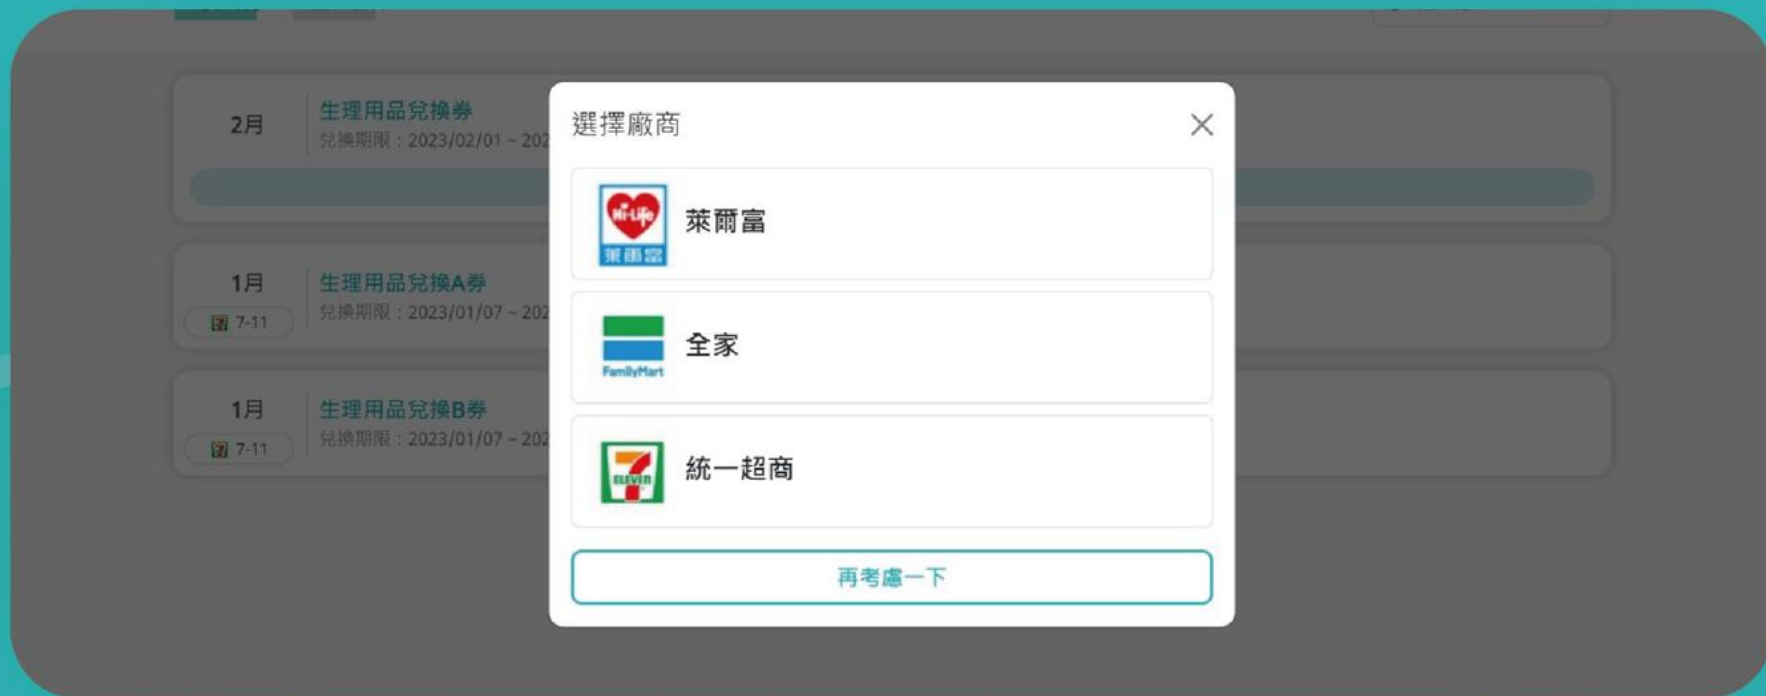 2月
生理用品兌換券
兌換期限：2023/02/01 ~ 202
1月
生理用品兌換A券
兌換期限：2023/01/07 ~ 202
7-11
1月
生理用品兌換B券
兌換期限：2023/01/07 ~ 202
7-11
選擇廠商
Hi-Life
萊爾富
萊爾富
FamilyMart
全家
7
ELEVEN
統一超商
再考慮一下